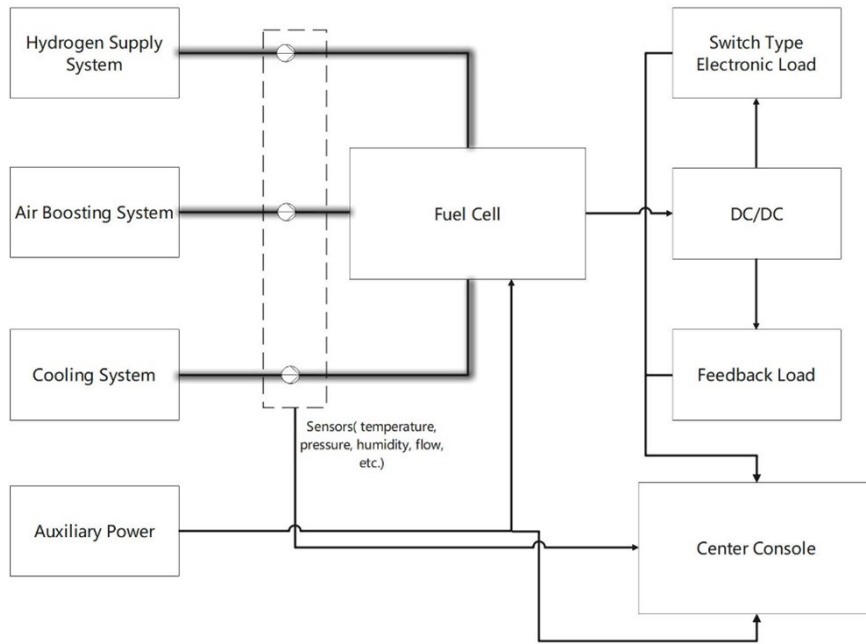 Hydrogen Supply
System
Switch Type
Electronic Load
Air Boosting System
Fuel Cell
DC/DC
Cooling System
Feedback Load
Sensors( temperature,
pressure, humidity, flow,
etc.)
Auxiliary Power
Center Console